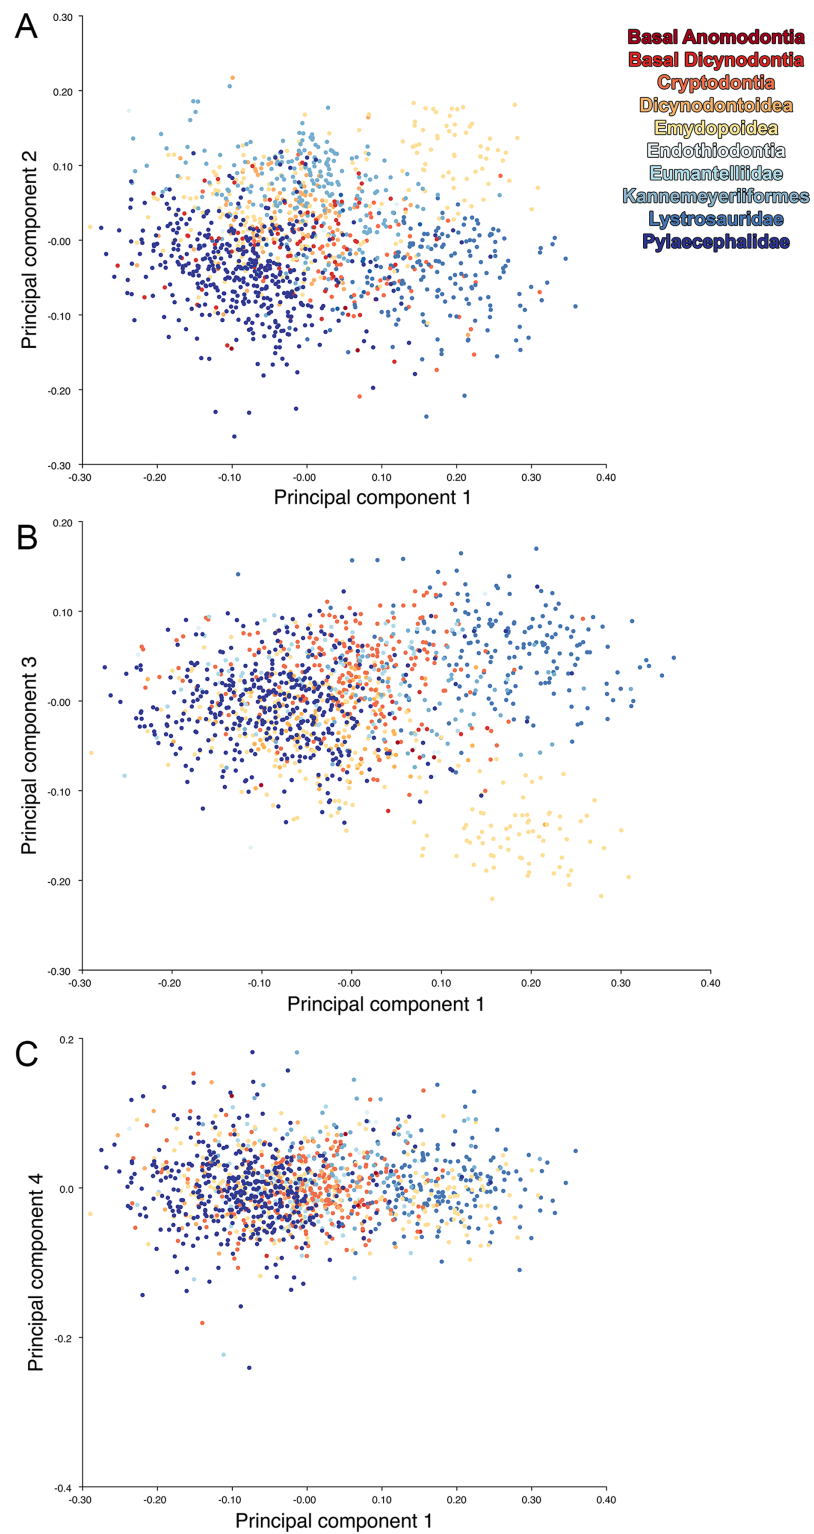 A
0.30
0.20
0.10
-0.00
-0.10
-0.20
-0.30
Principal component 2
-0.30 -0.20 -0.10 -0.00 0.10 0.20 0.30 0.40
Principal component 1
Basal Anomodontia
Basal Dicynodontia
Cryptodontia
Dicynodontoidea
Emydopoidea
Endothiodontia
Eumantelliidae
Kannemeyeriiformes
Lystrosauridae
Pylaecephalidae
B
0.20
0.10
-0.00
-0.10
-0.20
-0.30
Principal component 3
-0.30 -0.20 -0.10 -0.00 0.10 0.20 0.30 0.40
Principal component 1
C
0.2
0.0
-0.2
-0.4
Principal component 4
-0.30 -0.20 -0.10 -0.00 0.10 0.20 0.30 0.40
Principal component 1